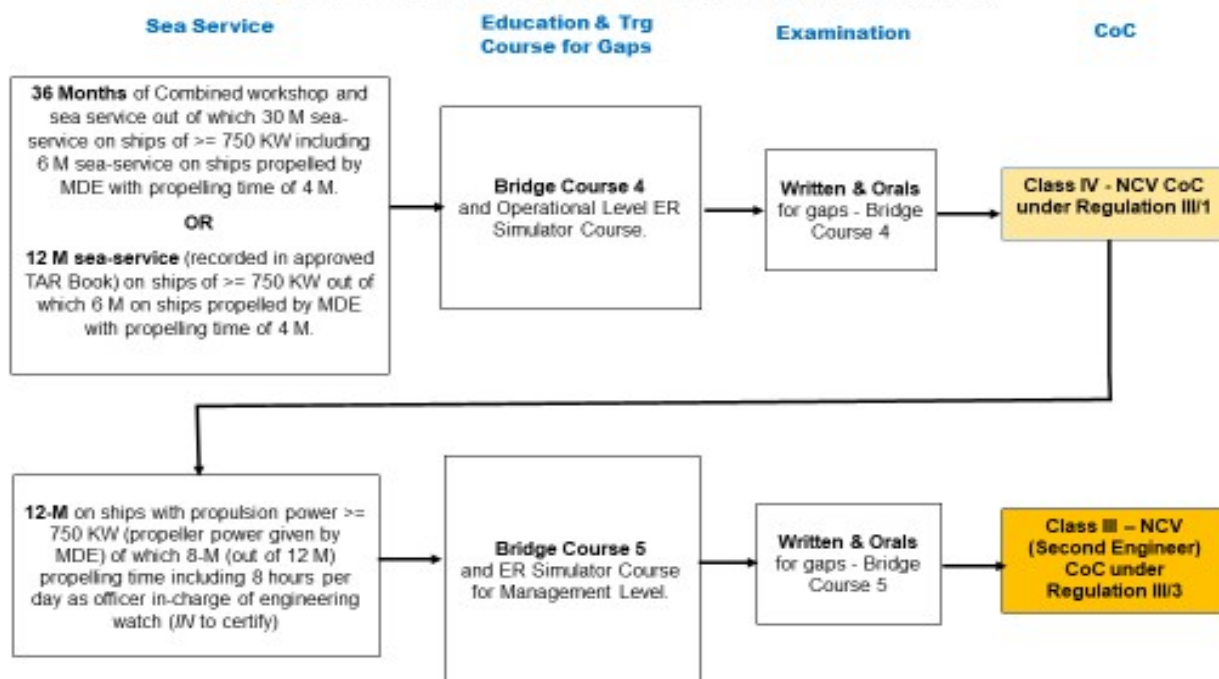 Sea Service
Education & Trg
Course for Gaps
Examination
CoC
36 Months of Combined workshop and
sea service out of which 30 M sea-
service on ships of >= 750 KW including
6 M sea-service on ships propelled by
MDE with propelling time of 4 M.
OR
12 M sea-service (recorded in approved
TAR Book) on ships of >= 750 KW out of
which 6 M on ships propelled by MDE
with propelling time of 4 M.
Bridge Course 4
and Operational Level ER
Simulator Course.
Written & Orals
for gaps - Bridge
Course 4
Class IV - NCV CoC
under Regulation III/1
12-M on ships with propulsion power >=
750 KW (propeller power given by
MDE) of which 8-M (out of 12 M)
propelling time including 8 hours per
day as officer in-charge of engineering
watch (IN to certify)
Bridge Course 5
and ER Simulator Course
for Management Level.
Written & Orals
for gaps - Bridge
Course 5
Class III – NCV
(Second Engineer)
CoC under
Regulation III/3